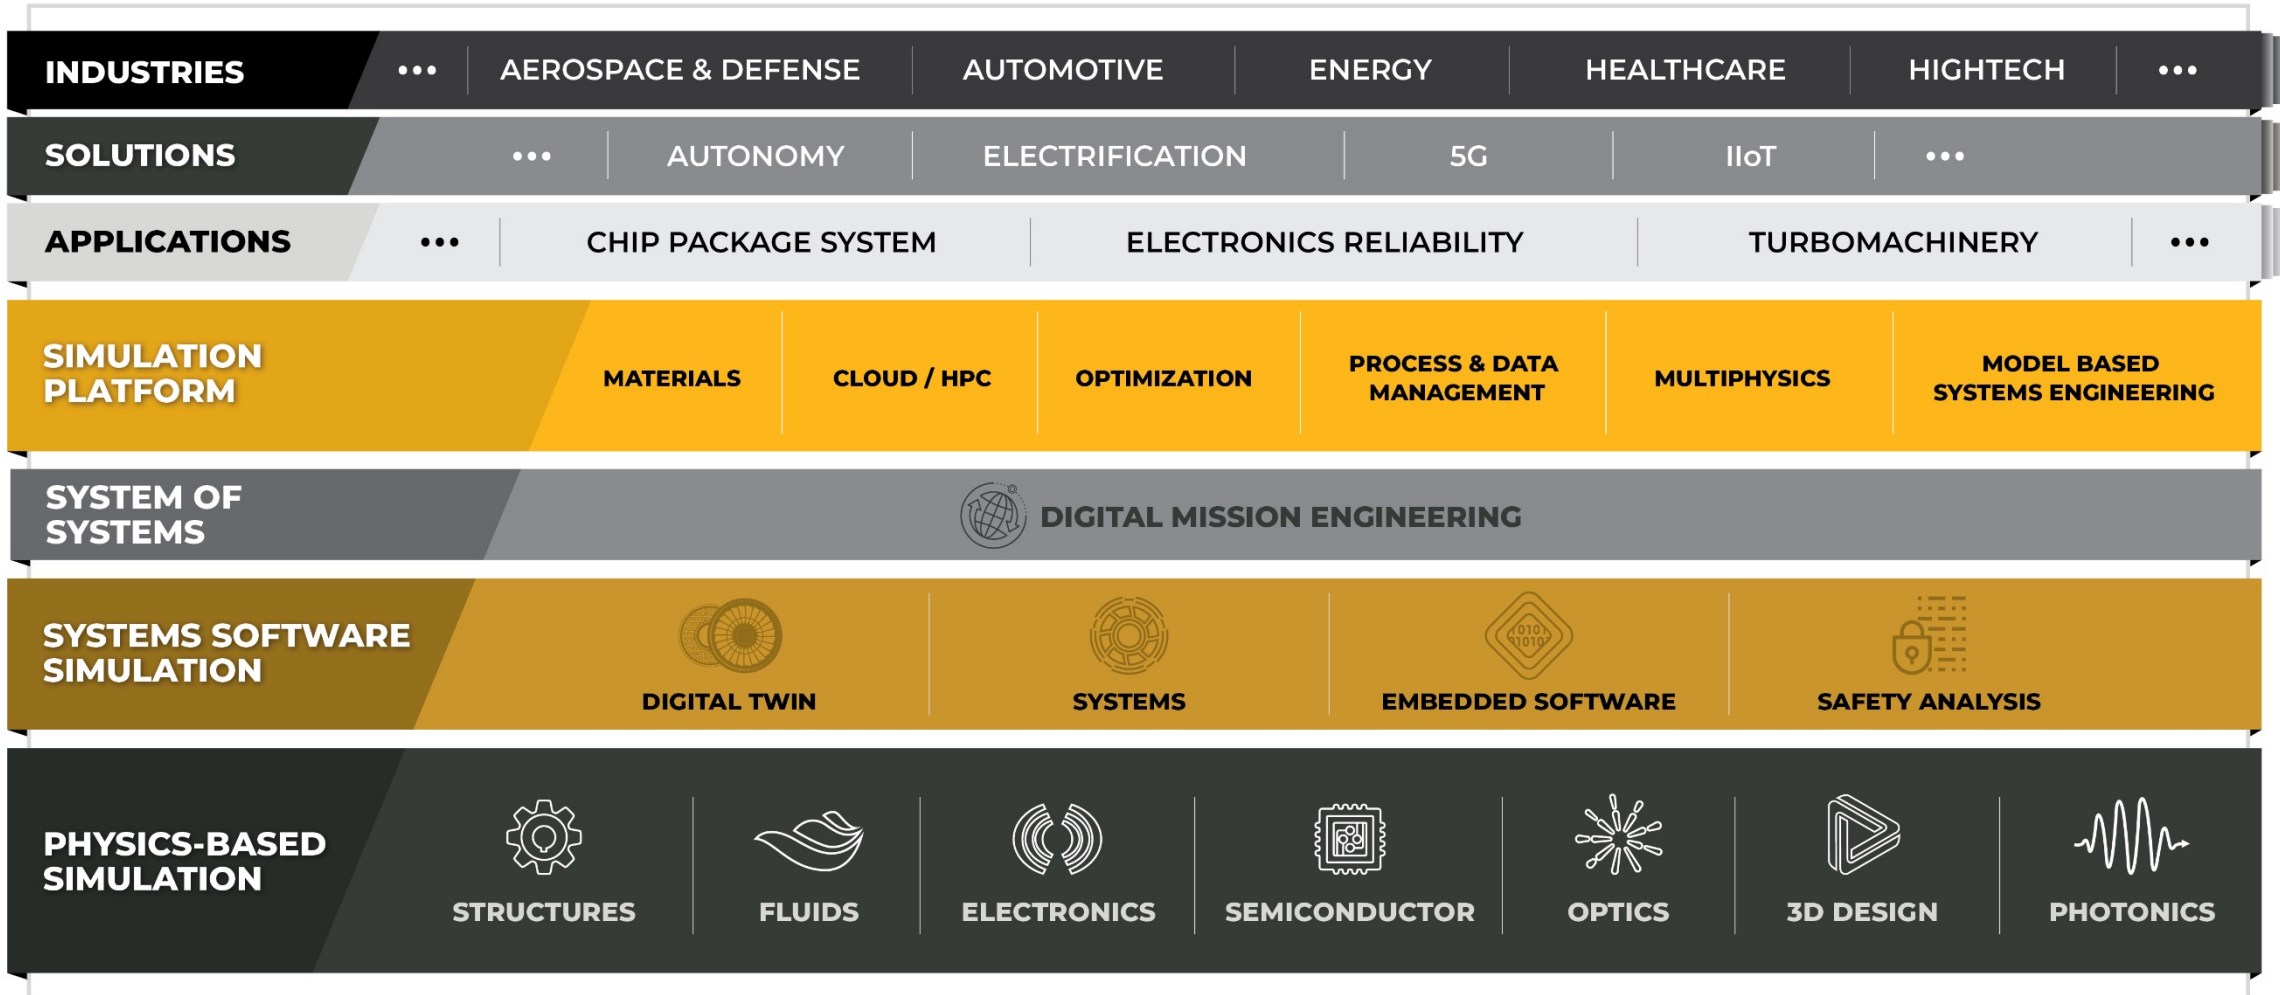 INDUSTRIES ••• AEROSPACE & DEFENSE AUTOMOTIVE ENERGY HEALTHCARE HIGHTECH •••
SOLUTIONS ••• AUTONOMY ELECTRIFICATION 5G IIoT •••
APPLICATIONS ••• CHIP PACKAGE SYSTEM ELECTRONICS RELIABILITY TURBOMACHINERY •••
SIMULATION
PLATFORM
MATERIALS
CLOUD / HPC
OPTIMIZATION
PROCESS & DATA
MANAGEMENT
MULTIPHYSICS
MODEL BASED
SYSTEMS ENGINEERING
SYSTEM OF
SYSTEMS
DIGITAL MISSION ENGINEERING
SYSTEMS SOFTWARE
SIMULATION
10101
01010
DIGITAL TWIN SYSTEMS EMBEDDED SOFTWARE SAFETY ANALYSIS
PHYSICS-BASED
SIMULATION
STRUCTURES FLUIDS ELECTRONICS SEMICONDUCTOR OPTICS 3D DESIGN PHOTONICS